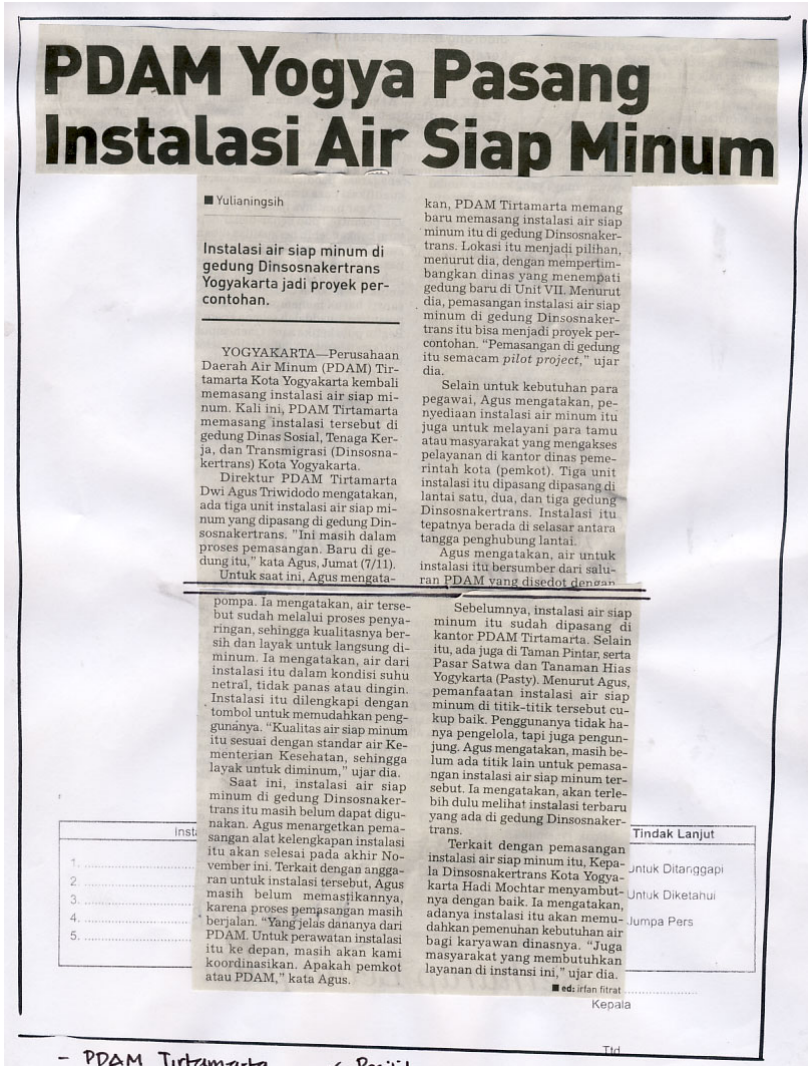 PDAM Yogya Pasang
Instalasi Air Siap Minum
■ Yulianingsih
Instalasi air siap minum di
gedung Dinsosnakertrans
Yogyakarta jadi proyek per-
contohan.
YOGYAKARTA—Perusahaan
Daerah Air Minum (PDAM) Tir-
tamarta Kota Yogyakarta kembali
memasang instalasi air siap mi-
num. Kali ini, PDAM Tirtamarta
memasang instalasi tersebut di
gedung Dinas Sosial, Tenaga Ker-
ja, dan Transmigrasi (Dinsosna-
kertrans) Kota Yogyakarta.
Direktur PDAM Tirtamarta
Dwi Agus Triwidodo mengatakan,
ada tiga unit instalasi air siap mi-
num yang dipasang di gedung Din-
sosnakertrans. "Ini masih dalam
proses pemasangan. Baru di ge-
dung itu," kata Agus, Jumat (7/11).
Untuk saat ini, Agus mengata-
kan, PDAM Tirtamarta memang
baru memasang instalasi air siap
minum itu di gedung Dinsosnaker-
trans. Lokasi itu menjadi pilihan,
menurut dia, dengan mempertim-
bangkan dinas yang menempati
gedung baru di Unit VII. Menurut
dia, pemasangan instalasi air siap
minum di gedung Dinsosnaker-
trans itu bisa menjadi proyek per-
contohan. "Pemasangan di gedung
itu semacam pilot project," ujar
dia.
Selain untuk kebutuhan para
pegawai, Agus mengatakan, pe-
nyediaan instalasi air minum itu
juga untuk melayani para tamu
atau masyarakat yang mengakses
pelayanan di kantor dinas peme-
rintah kota (pemkot). Tiga unit
instalasi itu dipasang dipasang di
lantai satu, dua, dan tiga gedung
Dinsosnakertrans. Instalasi itu
tepatnya berada di selasar antara
tangga penghubung lantai.
Agus mengatakan, air untuk
instalasi itu bersumber dari salu-
ran PDAM yang disedot dengan
pompa. Ia mengatakan, air terse-
but sudah melalui proses penya-
ringan, sehingga kualitasnya ber-
sih dan layak untuk langsung di-
minum. Ia mengatakan, air dari
instalasi itu dalam kondisi suhu
netral, tidak panas atau dingin.
Instalasi itu dilengkapi dengan
tombol untuk memudahkan peng-
gunanya. "Kualitas air siap minum
itu sesuai dengan standar air Ke-
menterian Kesehatan, sehingga
layak untuk diminum," ujar dia.
Saat ini, instalasi air siap
minum di gedung Dinsosnaker-
trans itu masih belum dapat digu-
nakan. Agus menargetkan pema-
sangan alat kelengkapan instalasi
itu akan selesai pada akhir No-
vember ini. Terkait dengan angga-
ran untuk instalasi tersebut, Agus
masih belum memastikannya,
karena proses pemasangan masih
berjalan. "Yang jelas dananya dari
PDAM. Untuk perawatan instalasi
itu ke depan, masih akan kami
koordinasikan. Apakah pemkot
atau PDAM," kata Agus.
Sebelumnya, instalasi air siap
minum itu sudah dipasang di
kantor PDAM Tirtamarta. Selain
itu, ada juga di Taman Pintar, serta
Pasar Satwa dan Tanaman Hias
Yogykarta (Pasty). Menurut Agus,
pemanfaatan instalasi air siap
minum di titik-titik tersebut cu-
kup baik. Penggunanya tidak ha-
nya pengelola, tapi juga pengun-
jung. Agus mengatakan, masih be-
lum ada titik lain untuk pemasa-
ngan instalasi air siap minum ter-
sebut. Ia mengatakan, akan terle-
bih dulu melihat instalasi terbaru
yang ada di gedung Dinsosnaker-
trans.
Terkait dengan pemasangan
instalasi air siap minum itu, Kepa-
la Dinsosnakertrans Kota Yogya-
karta Hadi Mochtar menyambut-
nya dengan baik. Ia mengatakan,
adanya instalasi itu akan memu-
dahkan pemenuhan kebutuhan air
bagi karyawan dinasnya. "Juga
masyarakat yang membutuhkan
layanan di instansi ini," ujar dia.
■ ed: irfan fitrat
Insta
1.
2.
3.
4.
5.
Tindak Lanjut
Untuk Ditanggapi
Untuk Diketahui
Jumpa Pers
Kepala
Ttd
- PDAM Tirtamarta